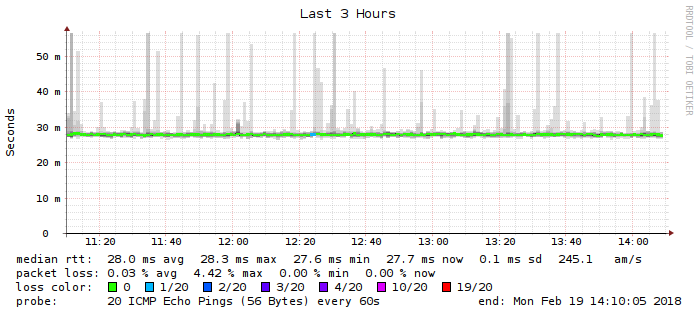 Last 3 Hours
RRDTOOL / TOBI OETIKER
Seconds
50 m
40 m
30 m
20 m
10 m
0
11:20 11:40 12:00 12:20 12:40 13:00 13:20 13:40 14:00
median rtt: 28.0 ms avg 28.3 ms max 27.6 ms min 27.7 ms now 0.1 ms sd 245.1 am/s
packet loss: 0.03 % avg 4.42 % max 0.00 % min 0.00 % now
loss color: 0 1/20 2/20 3/20 4/20 10/20 19/20
probe: 20 ICMP Echo Pings (56 Bytes) every 60s end: Mon Feb 19 14:10:05 2018